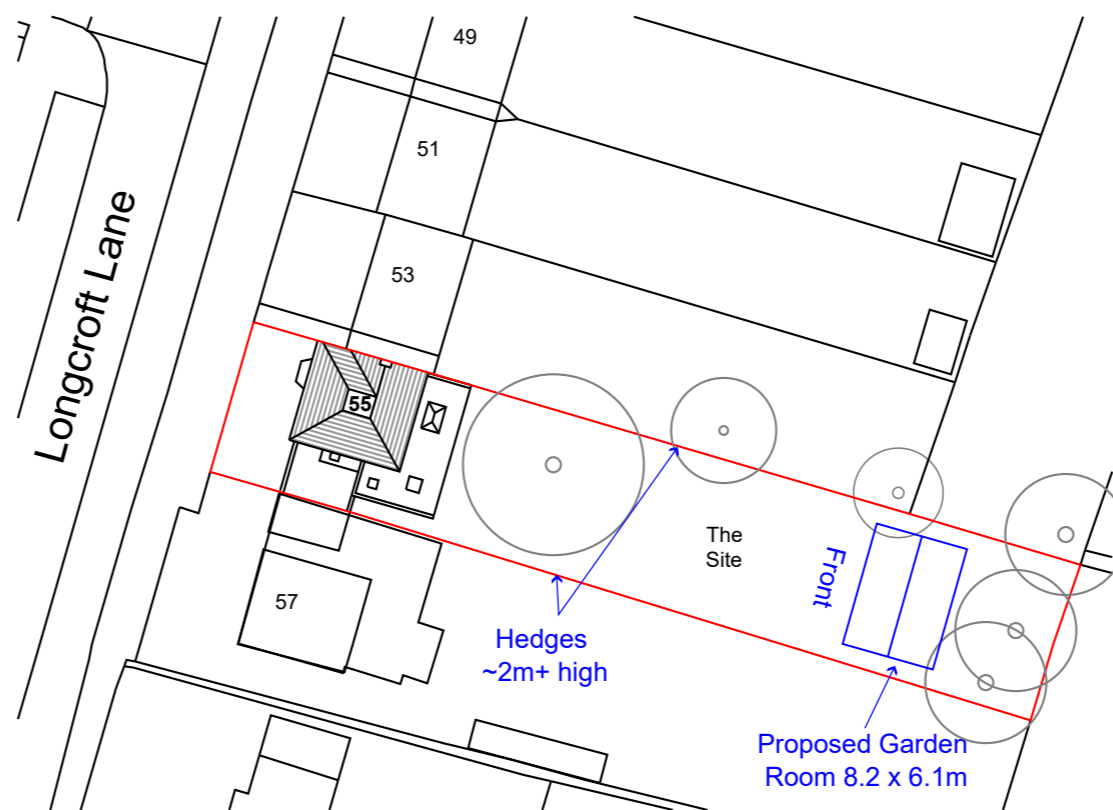 49
51
Longcroft Lane
53
55
The
Site
Front
57
Hedges
~2m+ high
Proposed Garden
Room 8.2 x 6.1m